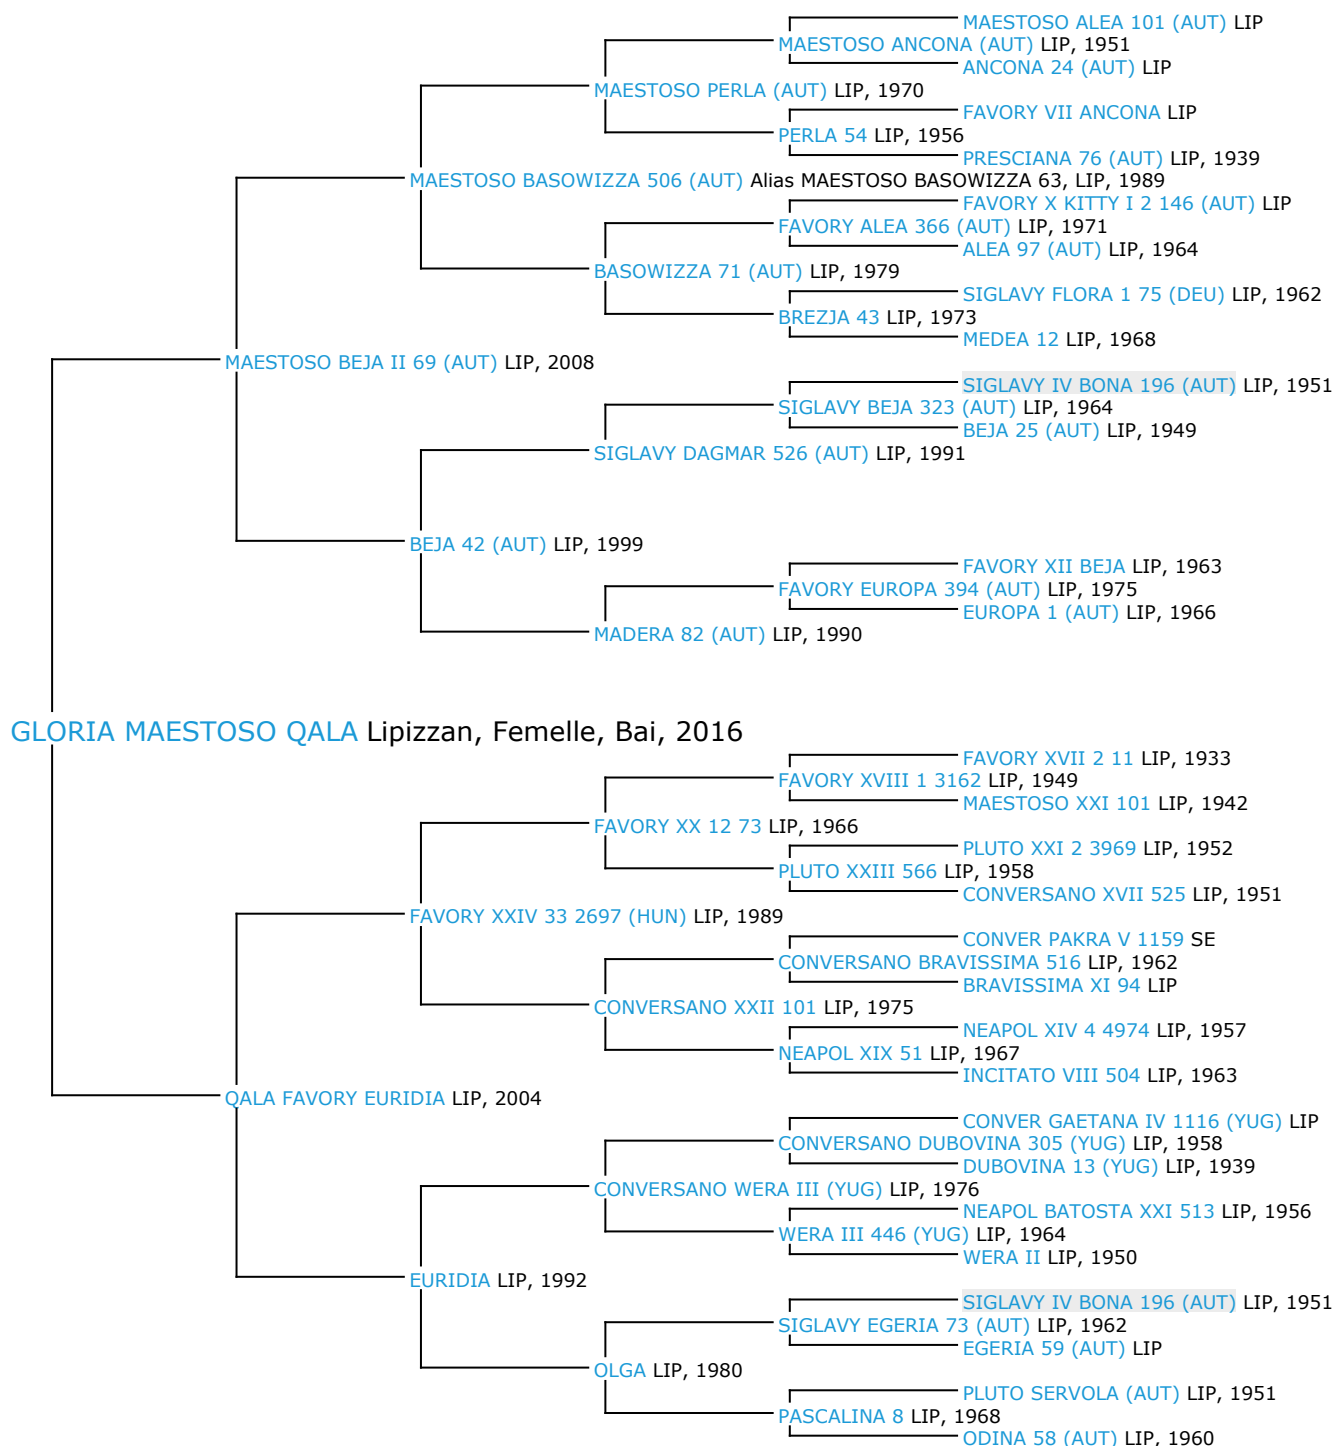 MAESTOSO ALEA 101 (AUT) LIP
MAESTOSO ANCONA (AUT) LIP, 1951
ANCONA 24 (AUT) LIP
MAESTOSO PERLA (AUT) LIP, 1970
FAVORY VII ANCONA LIP
PERLA 54 LIP, 1956
PRESCIANA 76 (AUT) LIP, 1939
MAESTOSO BASOWIZZA 506 (AUT) Alias MAESTOSO BASOWIZZA 63, LIP, 1989
FAVORY X KITTY I 2 146 (AUT) LIP
FAVORY ALEA 366 (AUT) LIP, 1971
ALEA 97 (AUT) LIP, 1964
BASOWIZZA 71 (AUT) LIP, 1979
SIGLAVY FLORA 1 75 (DEU) LIP, 1962
BREZJA 43 LIP, 1973
MEDEA 12 LIP, 1968
MAESTOSO BEJA II 69 (AUT) LIP, 2008
SIGLAVY IV BONA 196 (AUT) LIP, 1951
SIGLAVY BEJA 323 (AUT) LIP, 1964
BEJA 25 (AUT) LIP, 1949
SIGLAVY DAGMAR 526 (AUT) LIP, 1991
BEJA 42 (AUT) LIP, 1999
FAVORY XII BEJA LIP, 1963
FAVORY EUROPA 394 (AUT) LIP, 1975
EUROPA 1 (AUT) LIP, 1966
MADERA 82 (AUT) LIP, 1990
GLORIA MAESTOSO QALA Lipizzan, Femelle, Bai, 2016
FAVORY XVII 2 11 LIP, 1933
FAVORY XVIII 1 3162 LIP, 1949
MAESTOSO XXI 101 LIP, 1942
FAVORY XX 12 73 LIP, 1966
PLUTO XXI 2 3969 LIP, 1952
PLUTO XXIII 566 LIP, 1958
CONVERSANO XVII 525 LIP, 1951
FAVORY XXIV 33 2697 (HUN) LIP, 1989
CONVER PAKRA V 1159 SE
CONVERSANO BRAVISSIMA 516 LIP, 1962
BRAVISSIMA XI 94 LIP
CONVERSANO XXII 101 LIP, 1975
NEAPOL XIV 4 4974 LIP, 1957
NEAPOL XIX 51 LIP, 1967
INCITATO VIII 504 LIP, 1963
QALA FAVORY EURIDIA LIP, 2004
CONVER GAETANA IV 1116 (YUG) LIP
CONVERSANO DUBOVINA 305 (YUG) LIP, 1958
DUBOVINA 13 (YUG) LIP, 1939
CONVERSANO WERA III (YUG) LIP, 1976
NEAPOL BATOSTA XXI 513 LIP, 1956
WERA III 446 (YUG) LIP, 1964
WERA II LIP, 1950
EURIDIA LIP, 1992
SIGLAVY IV BONA 196 (AUT) LIP, 1951
SIGLAVY EGERIA 73 (AUT) LIP, 1962
EGERIA 59 (AUT) LIP
OLGA LIP, 1980
PLUTO SERVOLA (AUT) LIP, 1951
PASCALINA 8 LIP, 1968
ODINA 58 (AUT) LIP, 1960